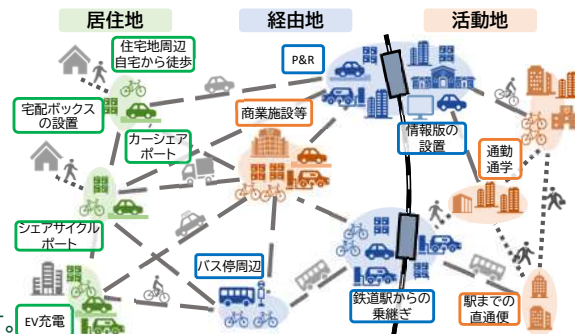 居住地
経由地
活動地
住宅地周辺
自宅から徒歩
P&R
宅配ボックス
の設置
カーシェア
ポート
商業施設等
情報版の
設置
通勤
通学
シェアサイクル
ポート
バス停周辺
鉄道駅からの
乗継ぎ
駅までの
直通便
EV充電
す。